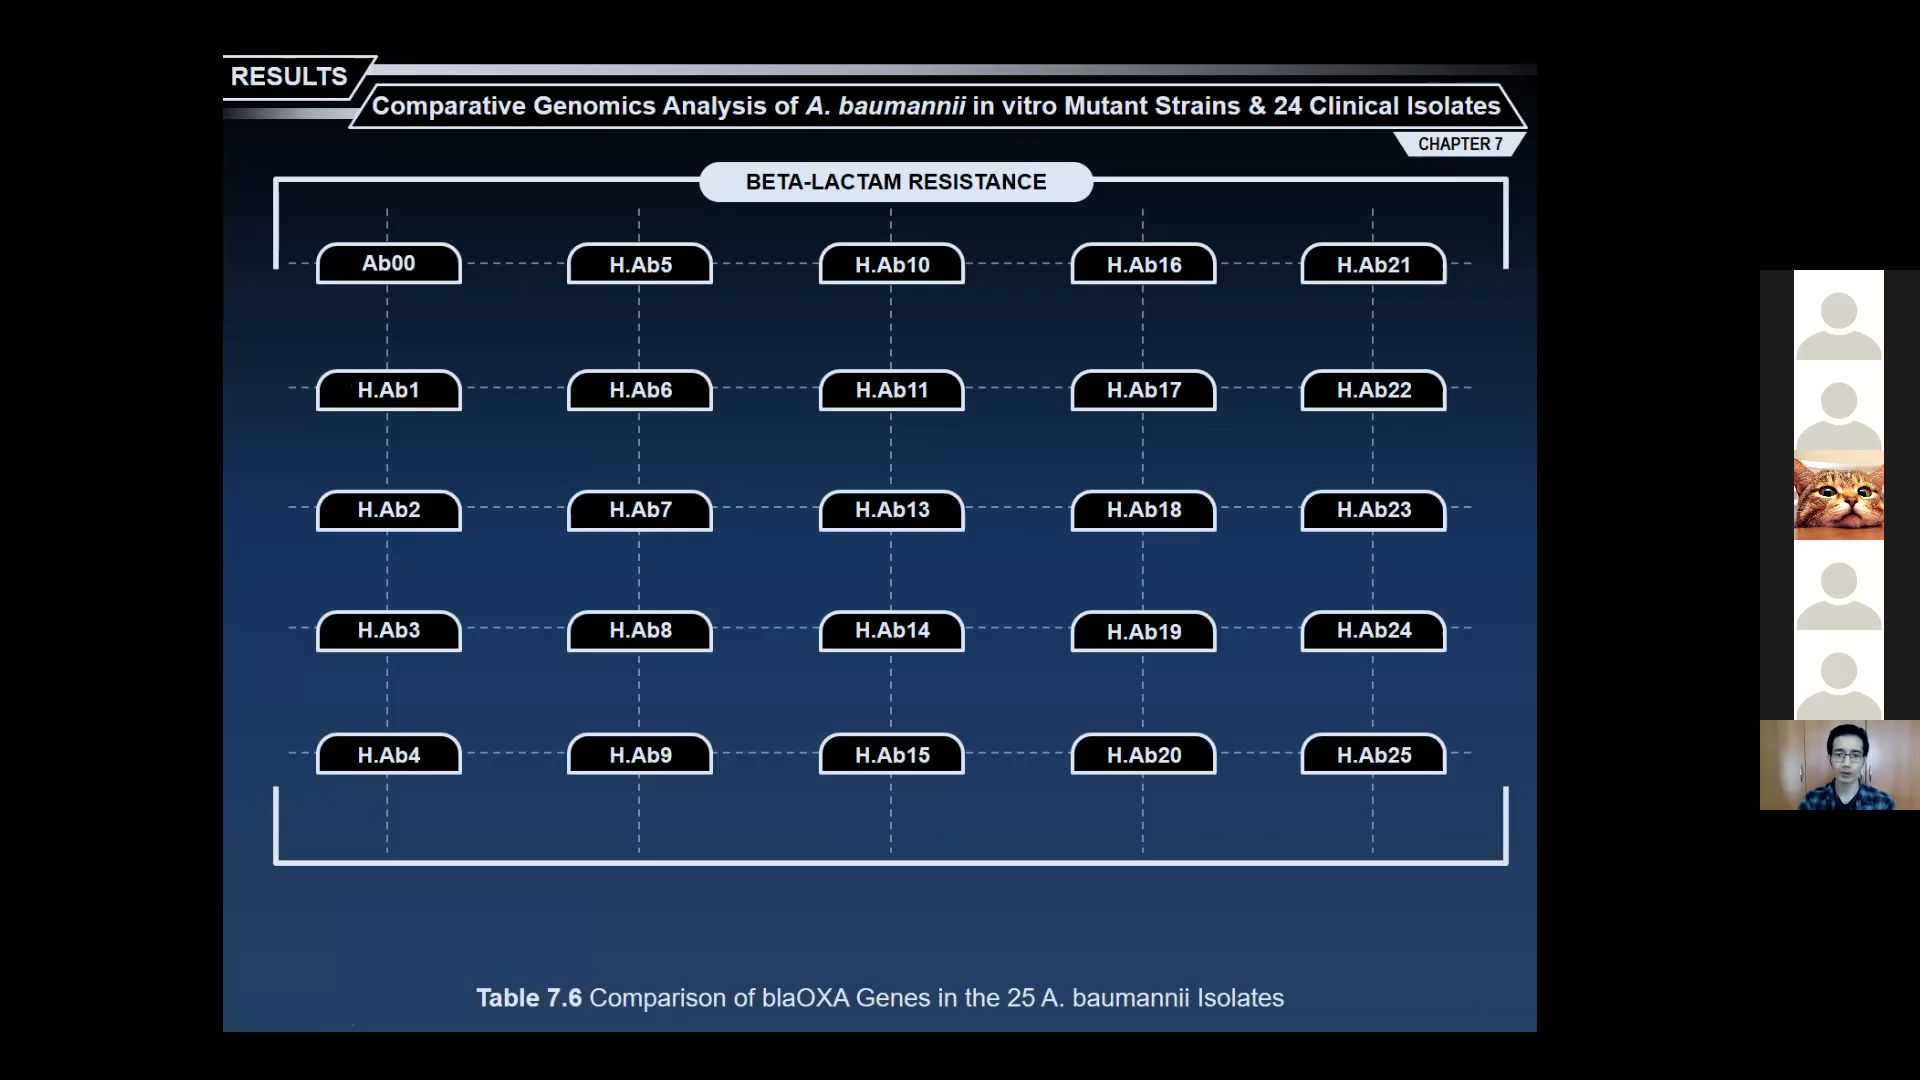 RESULTS
Comparative Genomics Analysis of A. baumannii in vitro Mutant Strains & 24 Clinical Isolates
CHAPTER 7
BETA-LACTAM RESISTANCE
Ab00 H.Ab5 H.Ab10 H.Ab16 H.Ab21
H.Ab1 H.Ab6 H.Ab11 H.Ab17 H.Ab22
H.Ab2 H.Ab7 H.Ab13 H.Ab18 H.Ab23
H.Ab3 H.Ab8 H.Ab14 H.Ab19 H.Ab24
H.Ab4 H.Ab9 H.Ab15 H.Ab20 H.Ab25
Table 7.6 Comparison of blaOXA Genes in the 25 A. baumannii Isolates